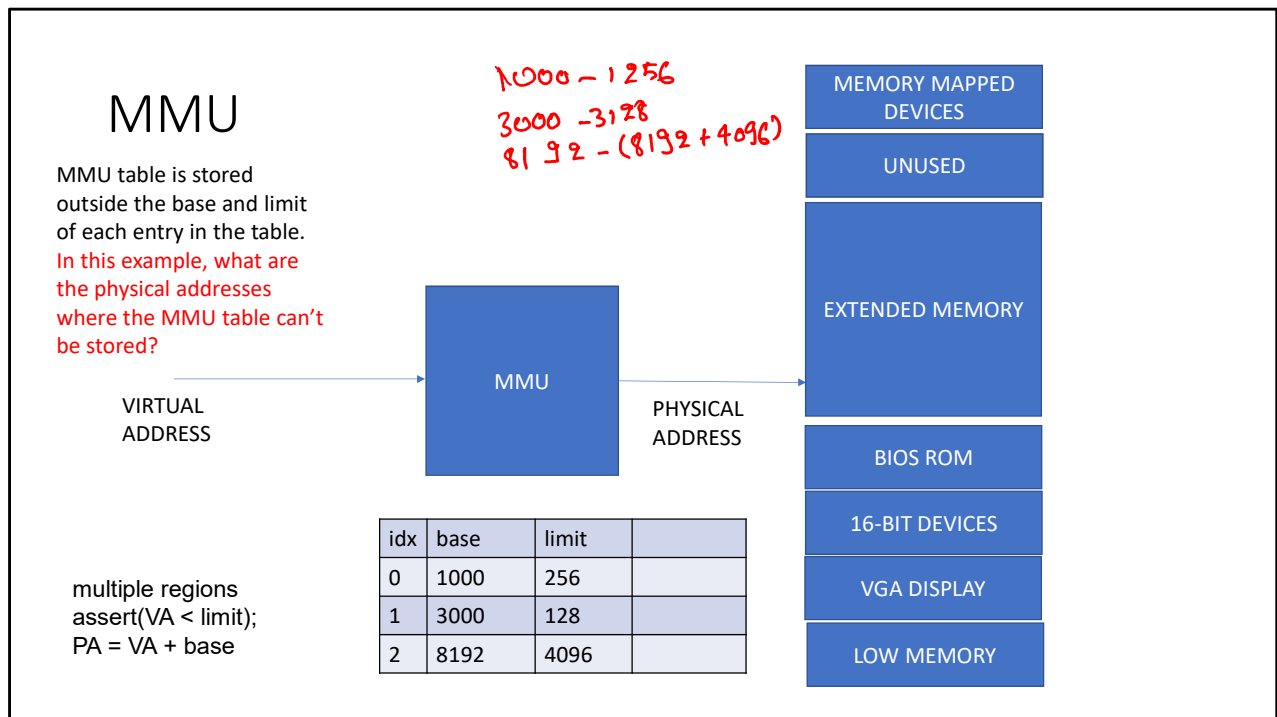 1000 - 1256
3000 - 3128
8192 - (8192 + 4096)
MMU
MMU table is stored
outside the base and limit
of each entry in the table.
In this example, what are
the physical addresses
where the MMU table can’t
be stored?
VIRTUAL
ADDRESS
MMU
PHYSICAL
ADDRESS
MEMORY MAPPED
DEVICES
UNUSED
EXTENDED MEMORY
BIOS ROM
16-BIT DEVICES
VGA DISPLAY
LOW MEMORY
idx base limit
0 1000 256
1 3000 128
2 8192 4096
multiple regions
assert(VA < limit);
PA = VA + base